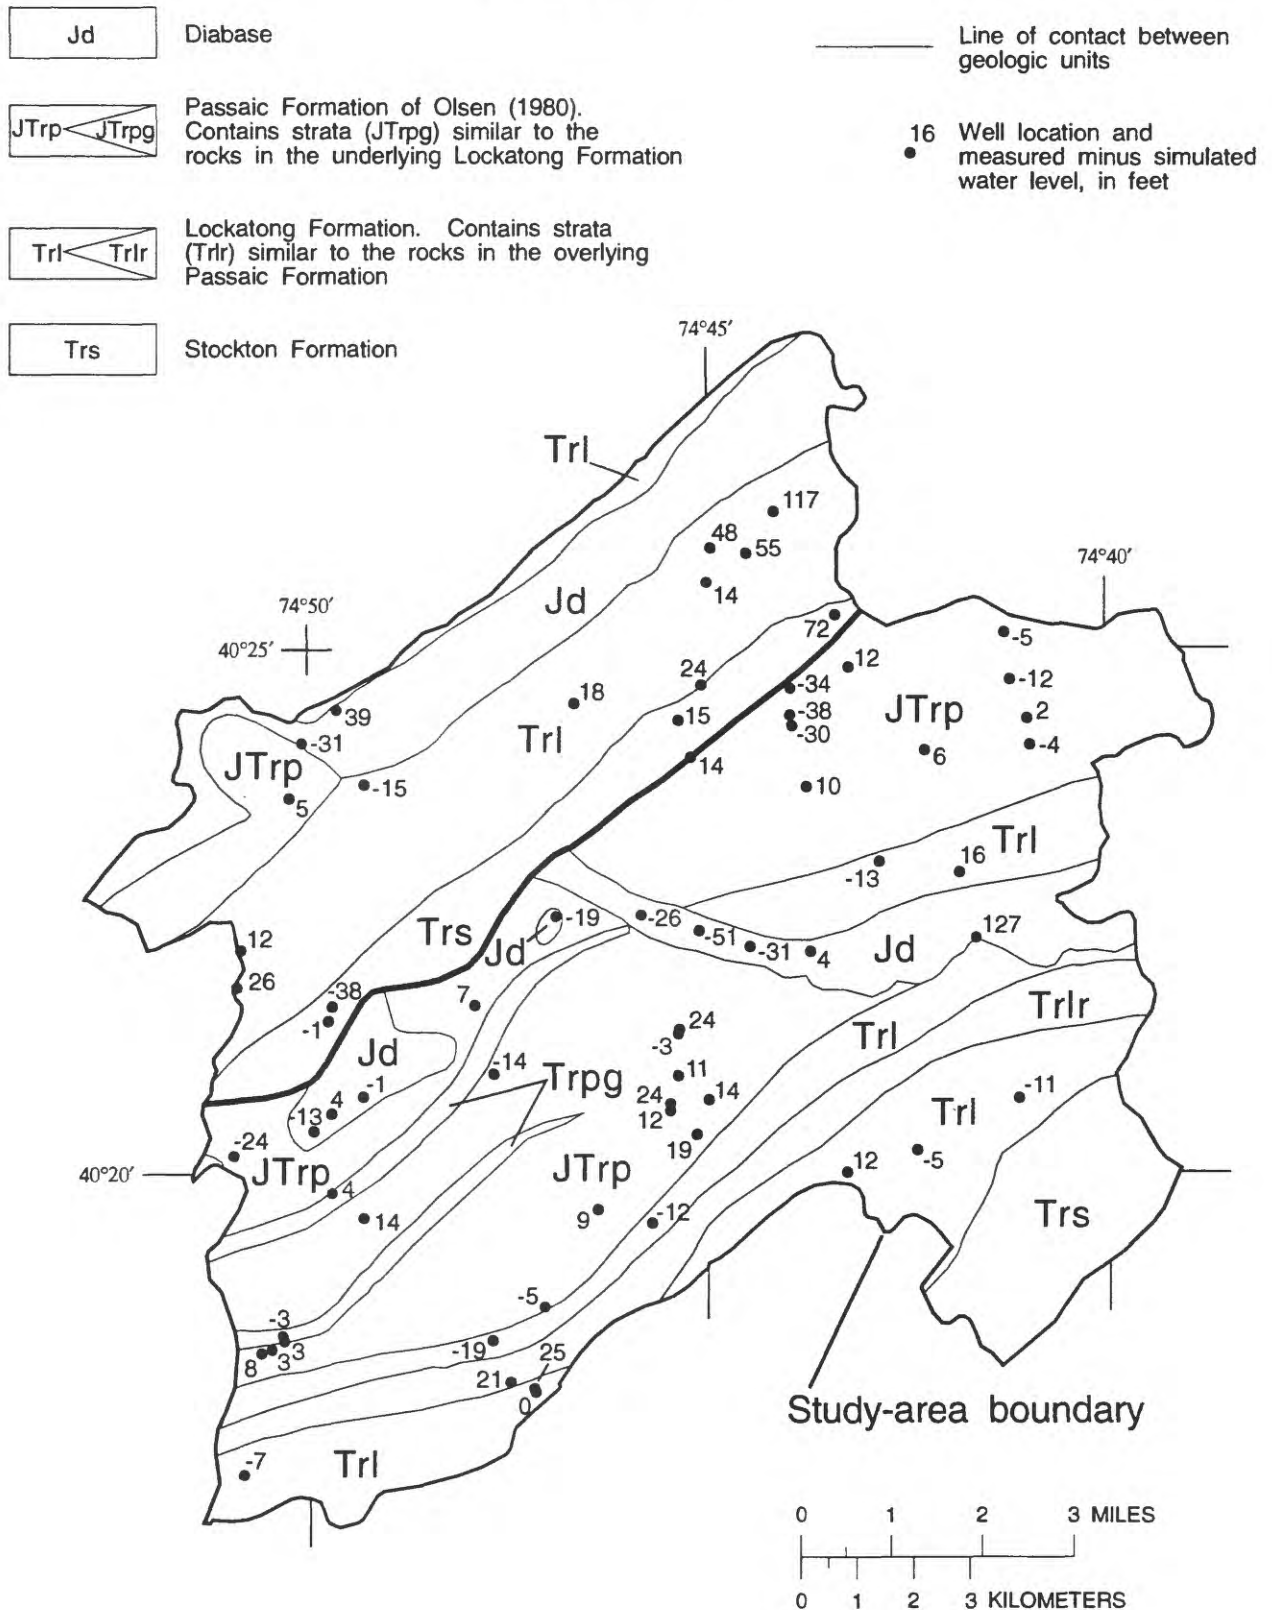 Jd
Diabase
JTrp
JTrpg
Passaic Formation of Olsen (1980).
Contains strata (JTrpg) similar to the
rocks in the underlying Lockatong Formation
Trl
Trlr
Lockatong Formation. Contains strata
(Trlr) similar to the rocks in the overlying
Passaic Formation
Trs
Stockton Formation
Line of contact between
geologic units
16
Well location and
measured minus simulated
water level, in feet
74°45'
Trl
117
48
55
14
74°40'
Jd
74°50'
40°25'
72
-5
12
24
-34
-12
18
39
15
-38
JTrp
2
-30
-31
Trl
14
6
-4
JTrp
-15
10
5
Trl
16
-13
-19
-26
Trs
127
-51
12
Jd
-31
4
Jd
26
-38
7
-1
Trlr
24
Trl
-3
Jd
-14
Trpg
11
-1
24
14
-11
4
12
Trl
-13
19
-24
-5
40°20'
JTrp
JTrp
12
4
14
9
-12
Trs
-5
-3
3
8
3
-19
25
21
0
Study-area boundary
-7
Trl
0 1 2 3 MILES
0 1 2 3 KILOMETERS